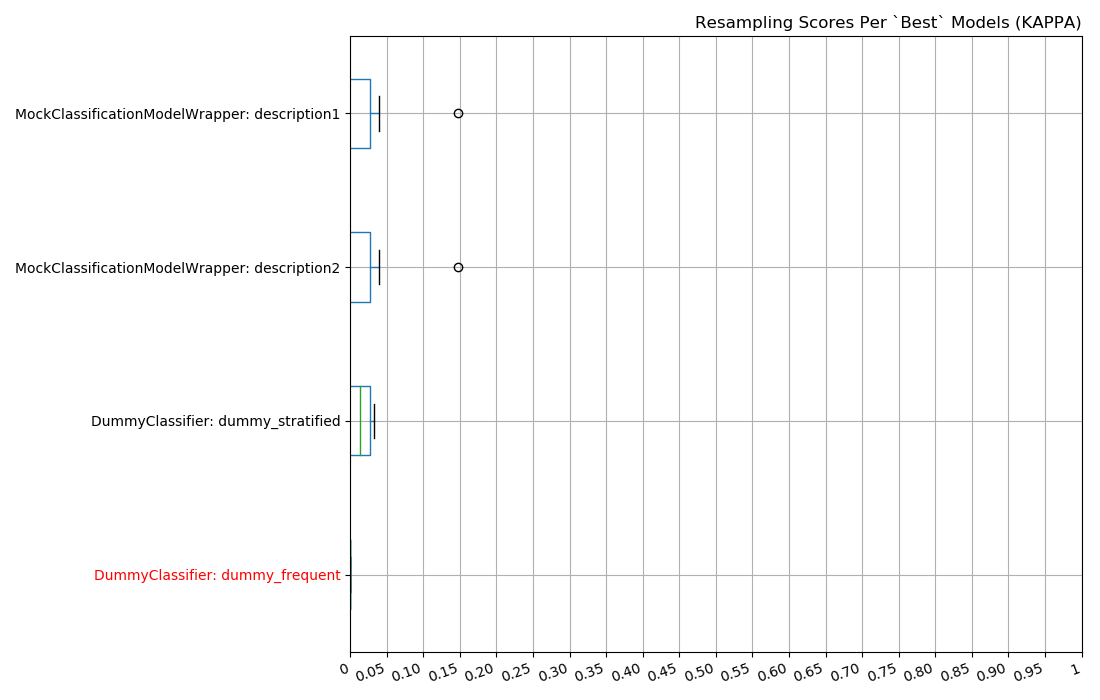 Resampling Scores Per `Best` Models (KAPPA)
MockClassificationModelWrapper: description1
MockClassificationModelWrapper: description2
DummyClassifier: dummy_stratified
DummyClassifier: dummy_frequent
0 0.05 0.10 0.15 0.20 0.25 0.30 0.35 0.40 0.45 0.50 0.55 0.60 0.65 0.70 0.75 0.80 0.85 0.90 0.95 1